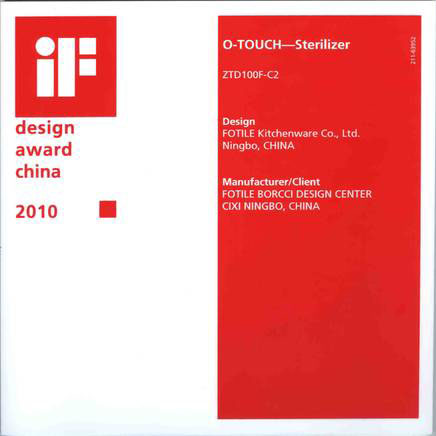 iF
design
award
china
2010
O-TOUCH—Sterilizer
ZTD100F-C2
Design
FOTILE Kitchenware Co., Ltd.
Ningbo, CHINA
Manufacturer/Client
FOTILE BORCCI DESIGN CENTER
CIXI NINGBO, CHINA
211-63952